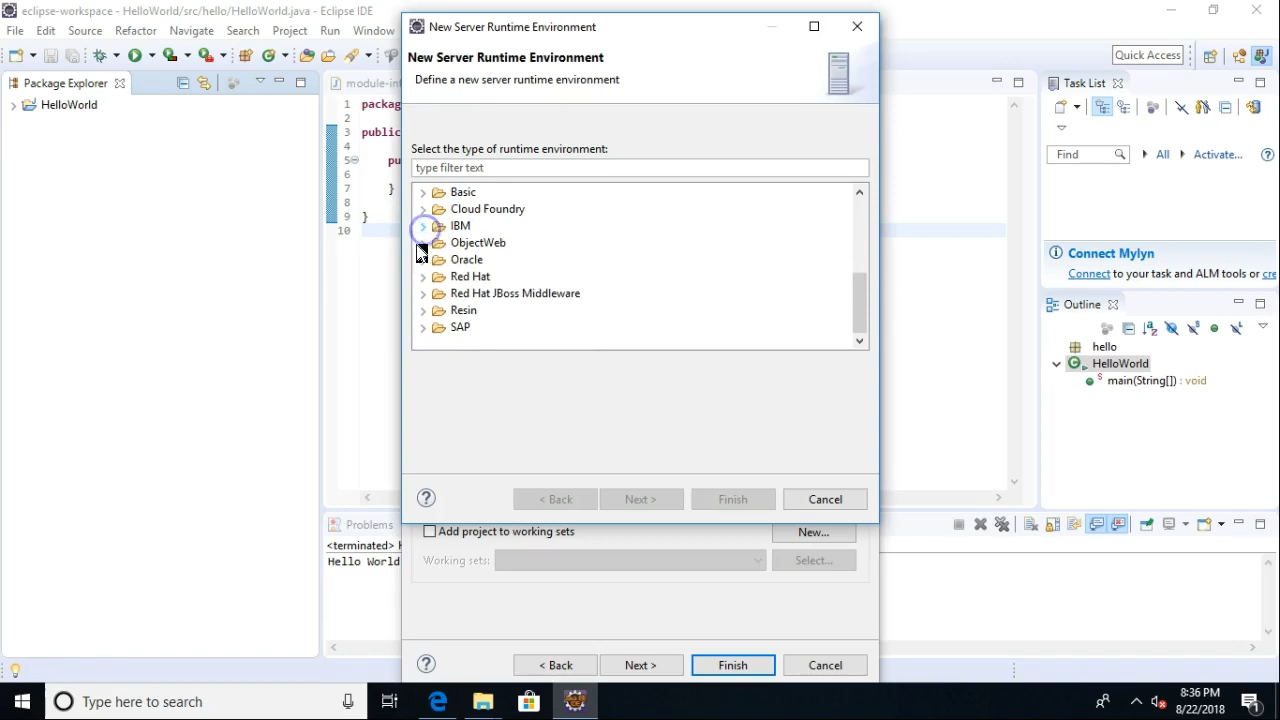 eclipse-workspace - HelloWorld/src/hello/HelloWorld.java - Eclipse IDE
File Edit Source Refactor Navigate Search Project Run Window
Quick Access
Package Explorer
HelloWorld
module-inf
1 packag
2
3 public
4
5 pu
6
7 }
8
9 }
10
New Server Runtime Environment
New Server Runtime Environment
Define a new server runtime environment
Select the type of runtime environment:
type filter text
Basic
Cloud Foundry
IBM
ObjectWeb
Oracle
Red Hat
Red Hat JBoss Middleware
Resin
SAP
< Back Next > Finish Cancel
Add project to working sets New...
Working sets: Select...
< Back Next > Finish Cancel
Task List
Find All Activate...
Connect Mylyn
Connect to your task and ALM tools or cre
Outline
hello
HelloWorld
main(String[]) : void
Problems
<terminated> H
Hello World
Type here to search
8:36 PM
8/22/2018
1